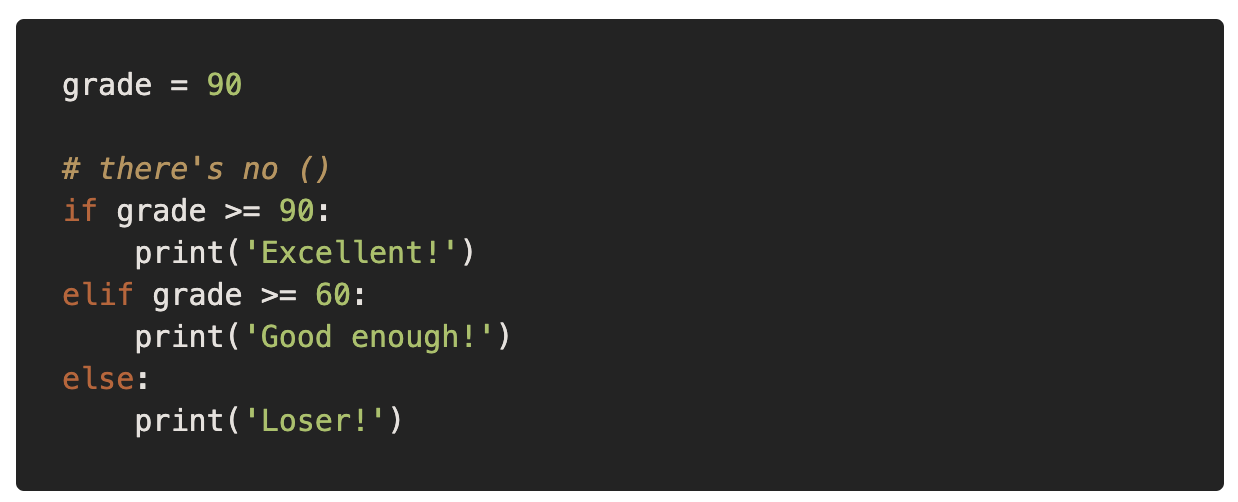 grade = 90
# there's no ()
if grade >= 90:
    print('Excellent!')
elif grade >= 60:
    print('Good enough!')
else:
    print('Loser!')